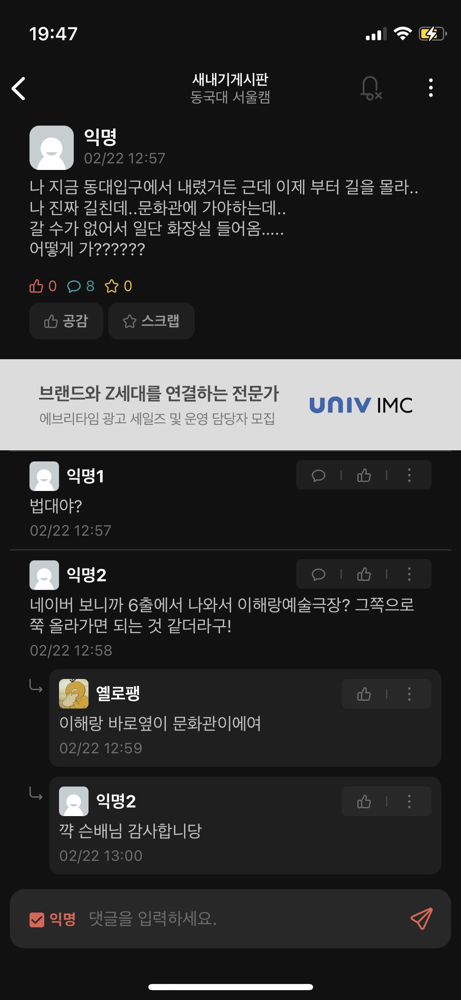 19:47
새내기게시판
동국대 서울캠
익명
02/22 12:57
나 지금 동대입구에서 내렸거든 근데 이제 부터 길을 몰라..
나 진짜 길친데..문화관에 가야하는데..
갈 수가 없어서 일단 화장실 들어옴.....
어떻게 가??????
0 8 0
공감 스크랩
브랜드와 Z세대를 연결하는 전문가
에브리타임 광고 세일즈 및 운영 담당자 모집
UNIV IMC
익명1
법대야?
02/22 12:57
익명2
네이버 보니까 6출에서 나와서 이해랑예술극장? 그쪽으로
쭉 올라가면 되는 것 같더라구!
02/22 12:58
옐로팽
이해랑 바로옆이 문화관이에여
02/22 12:59
익명2
꺅 슨배님 감사합니당
02/22 13:00
익명 댓글을 입력하세요.